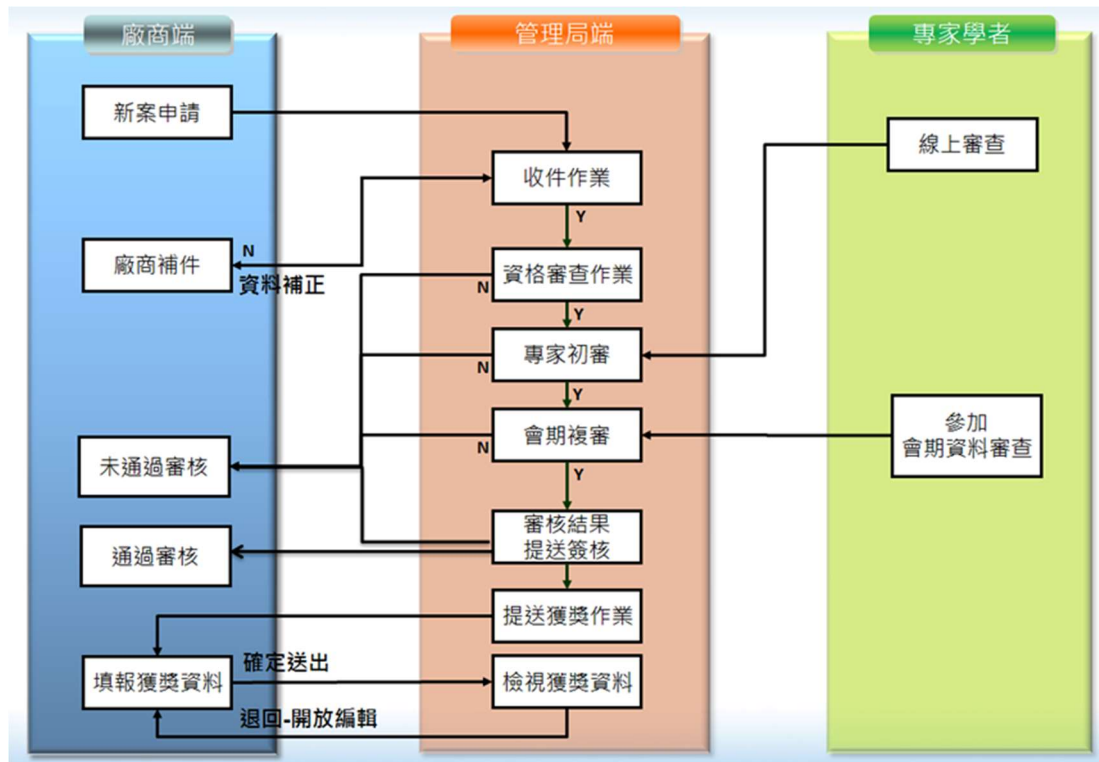 廠商端
管理局端
專家學者
新案申請
線上審查
收件作業
Y
N
廠商補件
資料補正
資格審查作業
N
Y
專家初審
N
Y
會期複審
N
參加
會期資料審查
未通過審核
Y
審核結果
提送簽核
通過審核
提送獲獎作業
確定送出
填報獲獎資料
檢視獲獎資料
退回-開放編輯